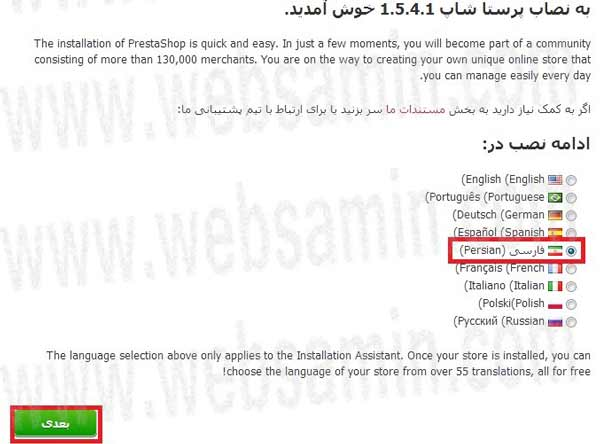 به نصاب پرستا شاپ 1.5.4.1 خوش آمدید.
The installation of PrestaShop is quick and easy. In just a few moments, you will become part of a community
consisting of more than 130,000 merchants. You are on the way to creating your own unique online store that
.you can manage easily every day
اگر به کمک نیاز دارید به بخش مستندات ما سر بزنید یا برای ارتباط با تیم پشتیبانی ما:
ادامه نصب در:
(English (English
(Português (Portuguese
(Deutsch (German
(Español (Spanish
فارسی (Persian)
(Français (French
(Italiano (Italian
(Polski(Polish
(Русский (Russian
The language selection above only applies to the Installation Assistant. Once your store is installed, you can
!choose the language of your store from over 55 translations, all for free
بعدی
www.websamin.com
www.websamin.com
www.websamin.com